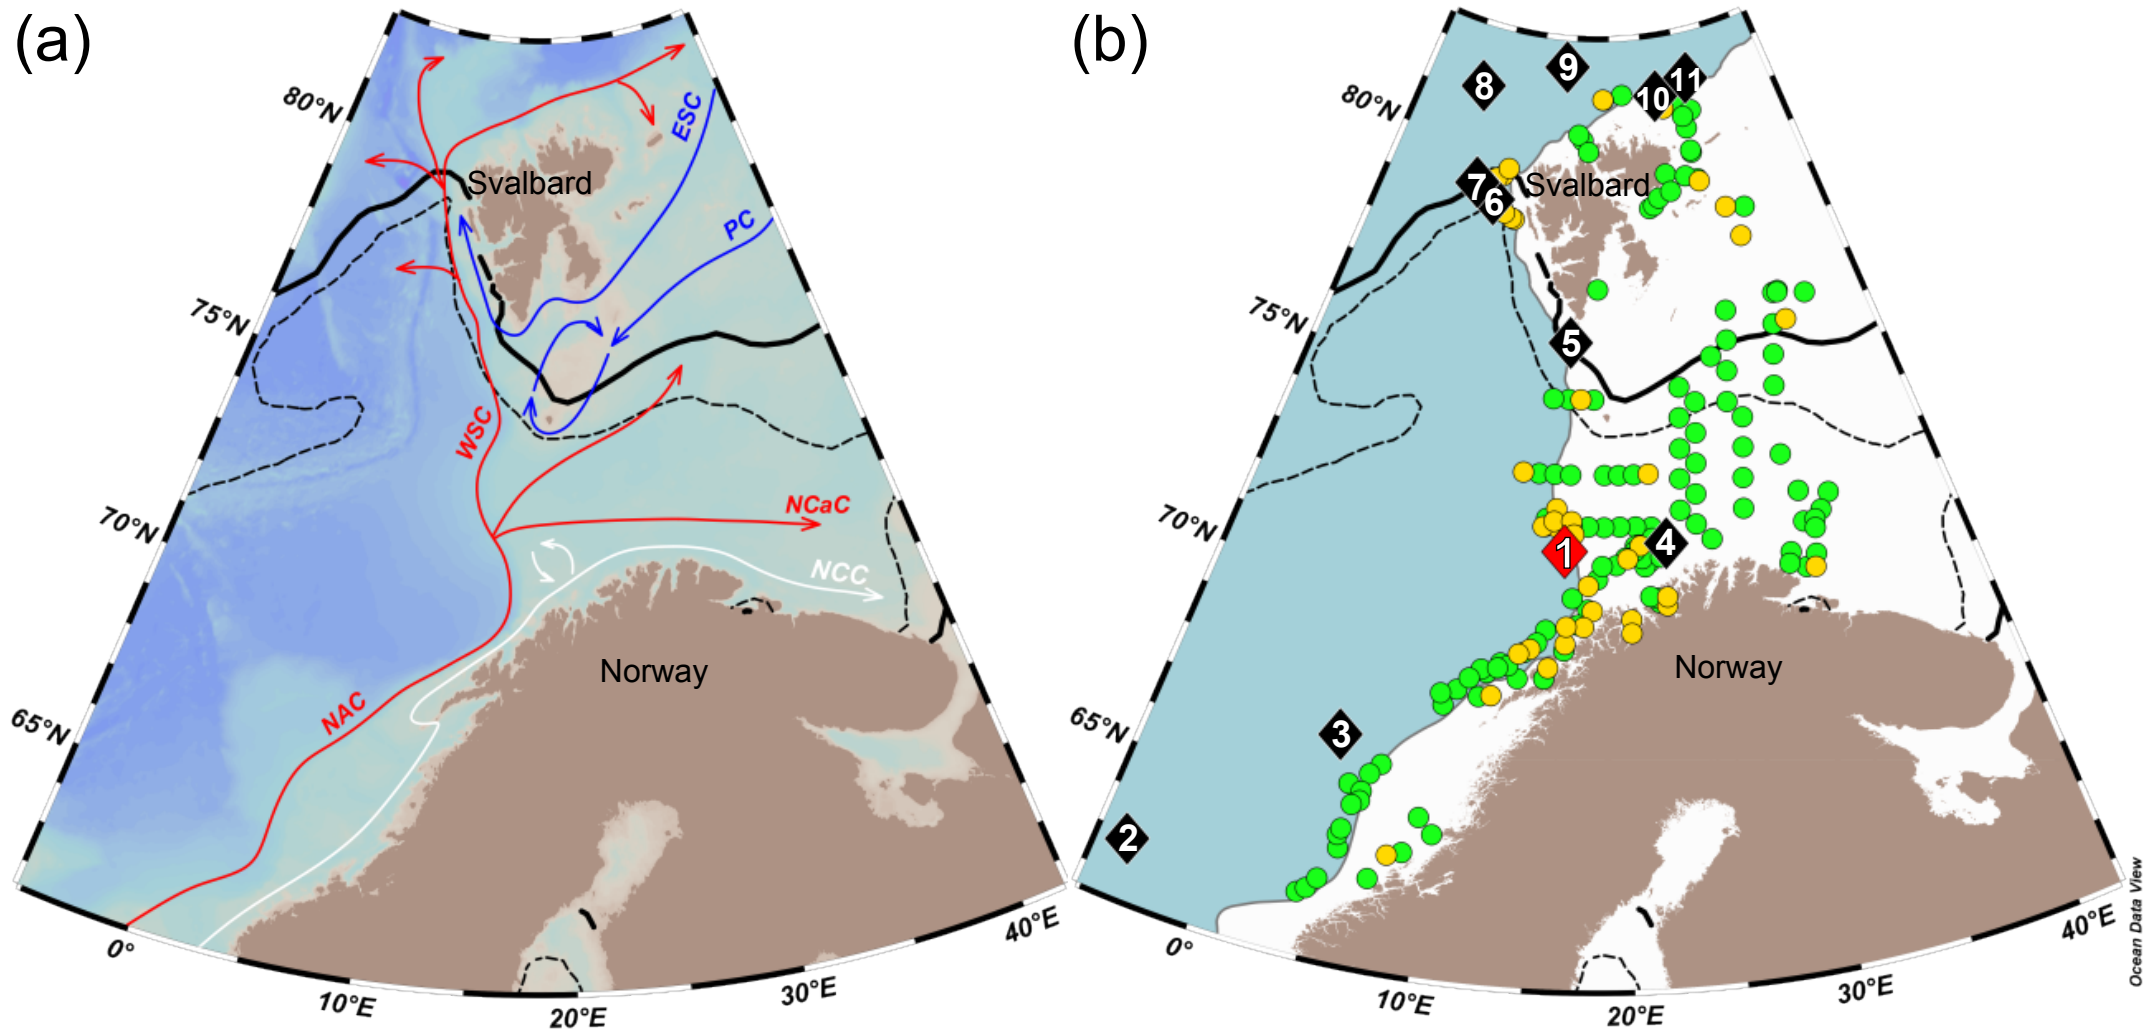 (a)
80°N
75°N
70°N
65°N
0°
10°E
20°E
30°E
40°E
Svalbard
ESC
PC
WSC
NCaC
NCC
NAC
Norway
(b)
80°N
75°N
70°N
65°N
0°
10°E
20°E
30°E
40°E
8
9
10
11
7
6
Svalbard
5
1
4
3
2
Norway
Ocean Data View